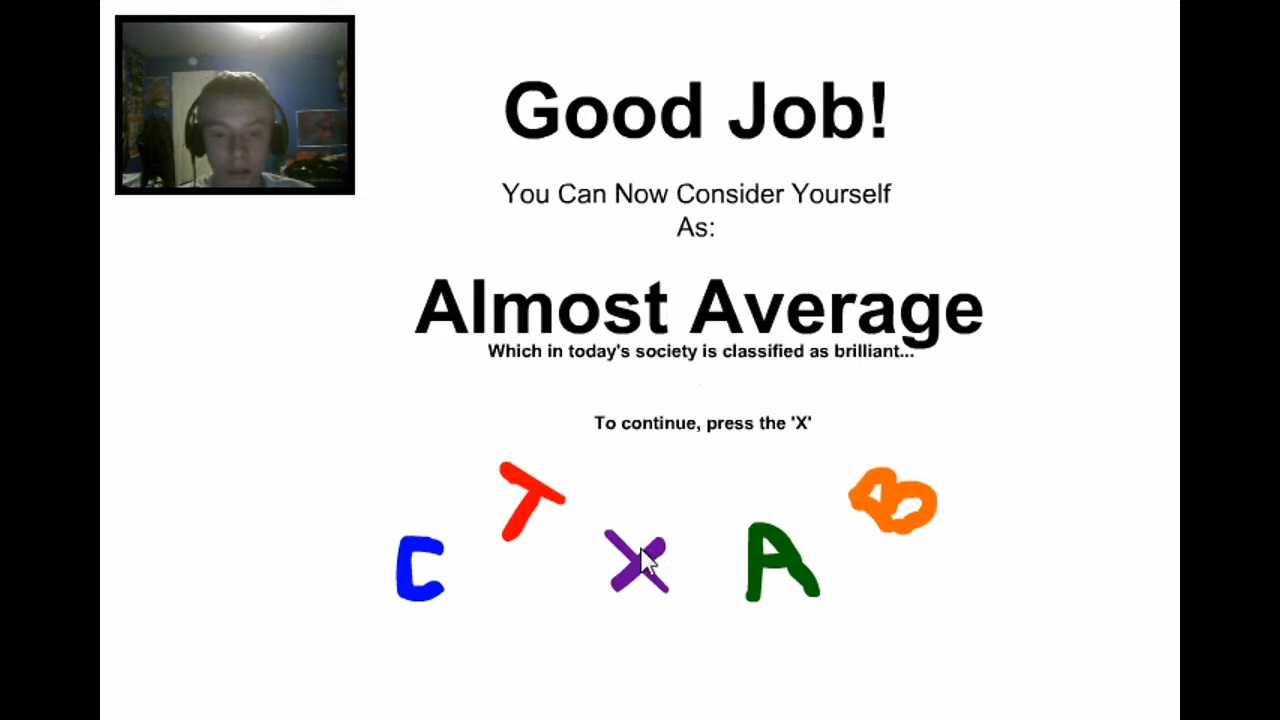 Good Job!
You Can Now Consider Yourself
As:
Almost Average
Which in today's society is classified as brilliant...
To continue, press the 'X'
C T X A B